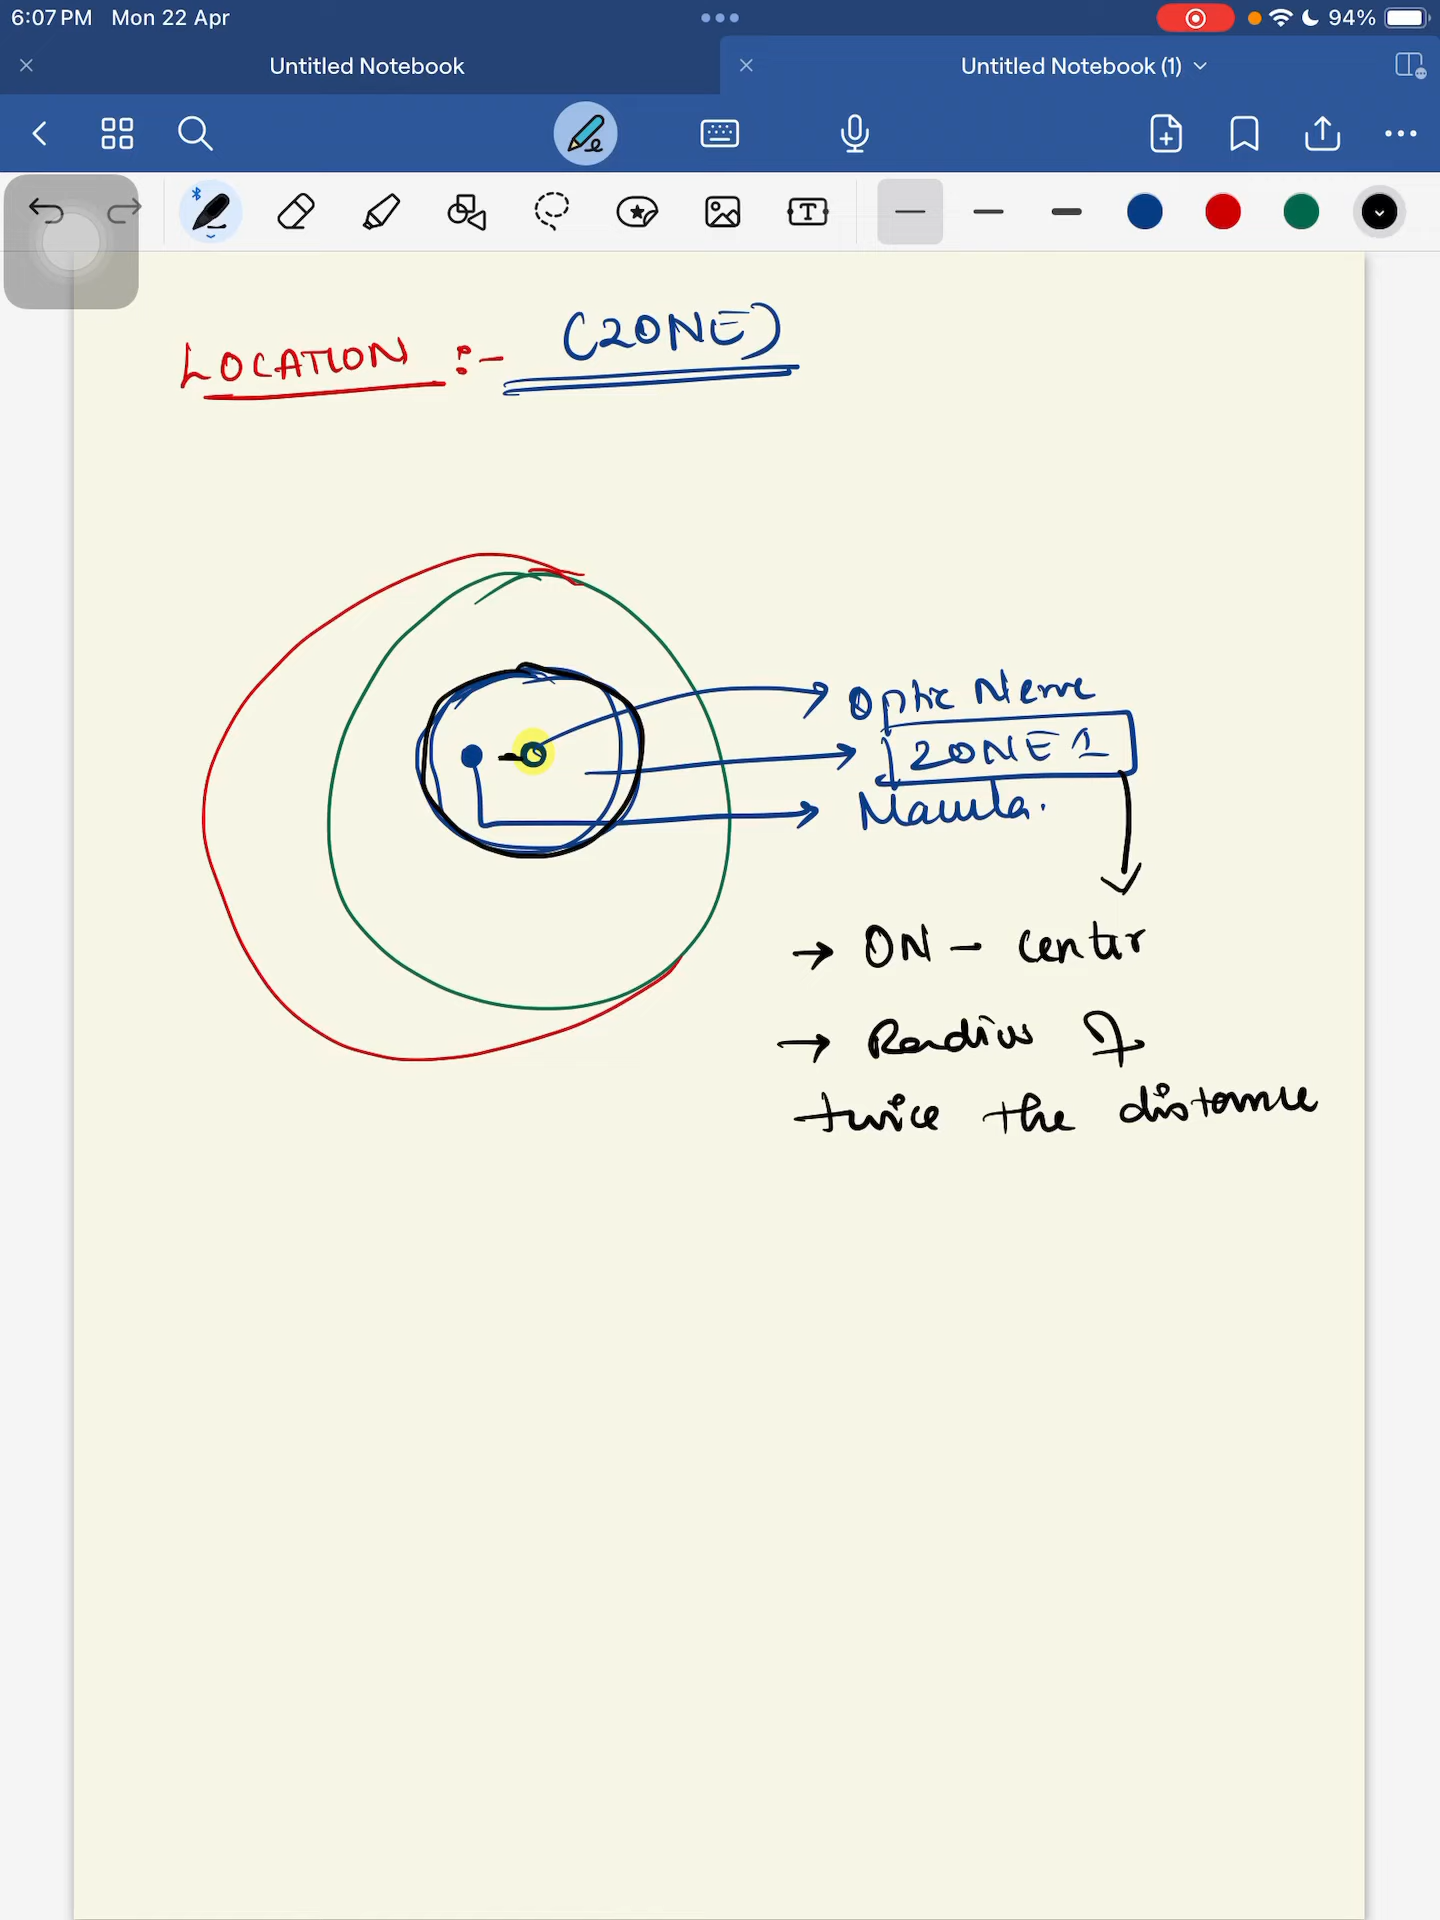 6:07 PM Mon 22 Apr
94%
Untitled Notebook
Untitled Notebook (1)
T
LOCATION :- (ZONE)
Optic Nerve
ZONE 1
Macula.
→ ON - center
→ Radius of
twice the distance